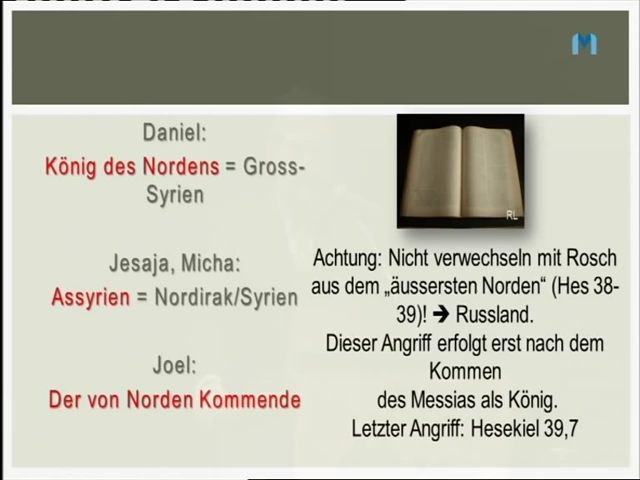 Daniel:
König des Nordens = Gross-
Syrien
Jesaja, Micha:
Assyrien = Nordirak/Syrien
Joel:
Der von Norden Kommende
RL
Achtung: Nicht verwechseln mit Rosch
aus dem „äussersten Norden“ (Hes 38-
39)! ➔ Russland.
Dieser Angriff erfolgt erst nach dem
Kommen
des Messias als König.
Letzter Angriff: Hesekiel 39,7